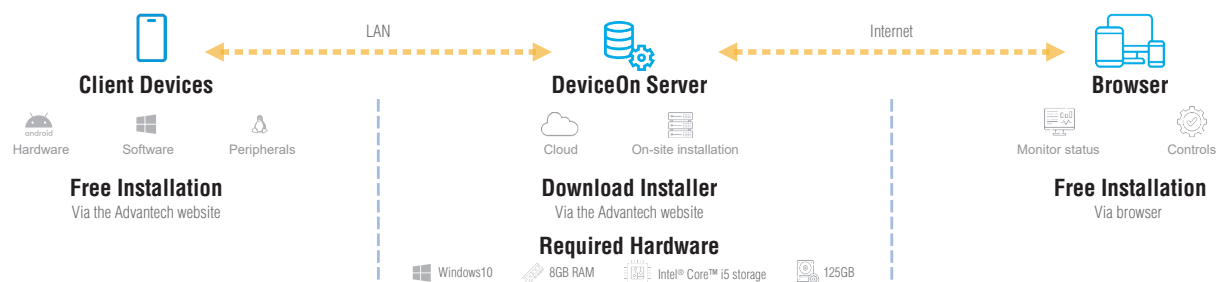 LAN
Internet
Client Devices
DeviceOn Server
Browser
android
Hardware
Software
Peripherals
Cloud
On-site installation
Monitor status
Controls
Free Installation
Via the Advantech website
Download Installer
Via the Advantech website
Free Installation
Via browser
Required Hardware
Windows10
8GB RAM
Intel® Core™ i5 storage
125GB